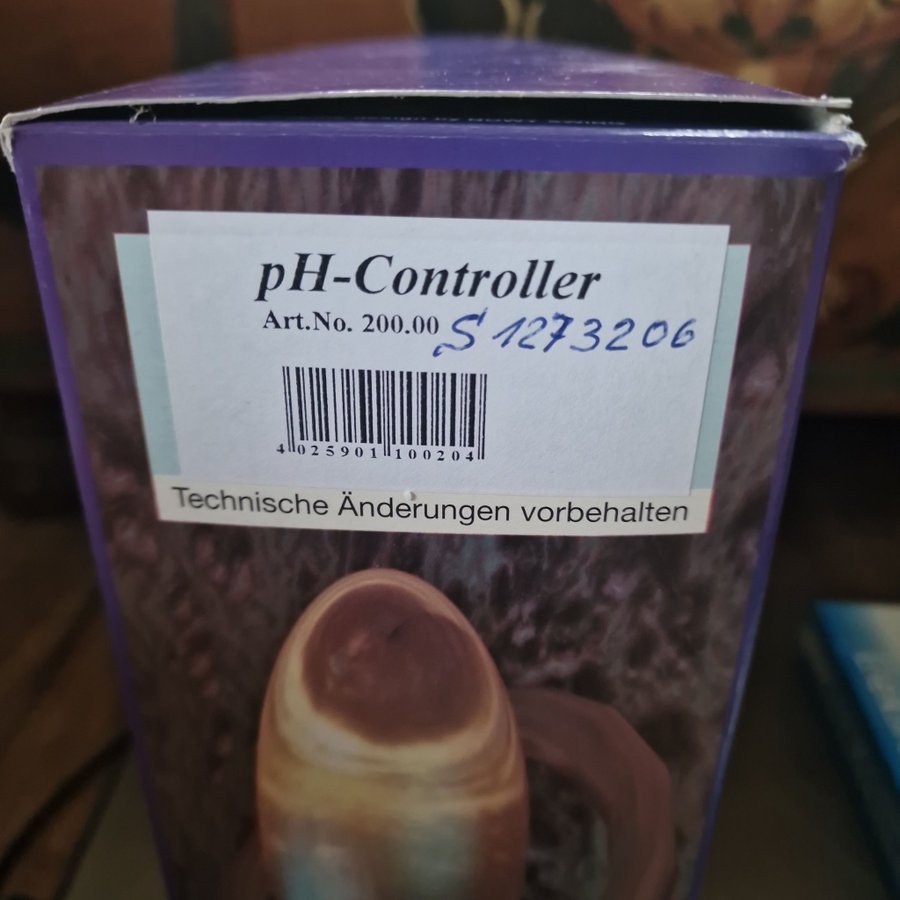 pH-Controller
Art.No. 200.00 S 1273206
4 025901 100204
Technische Änderungen vorbehalten